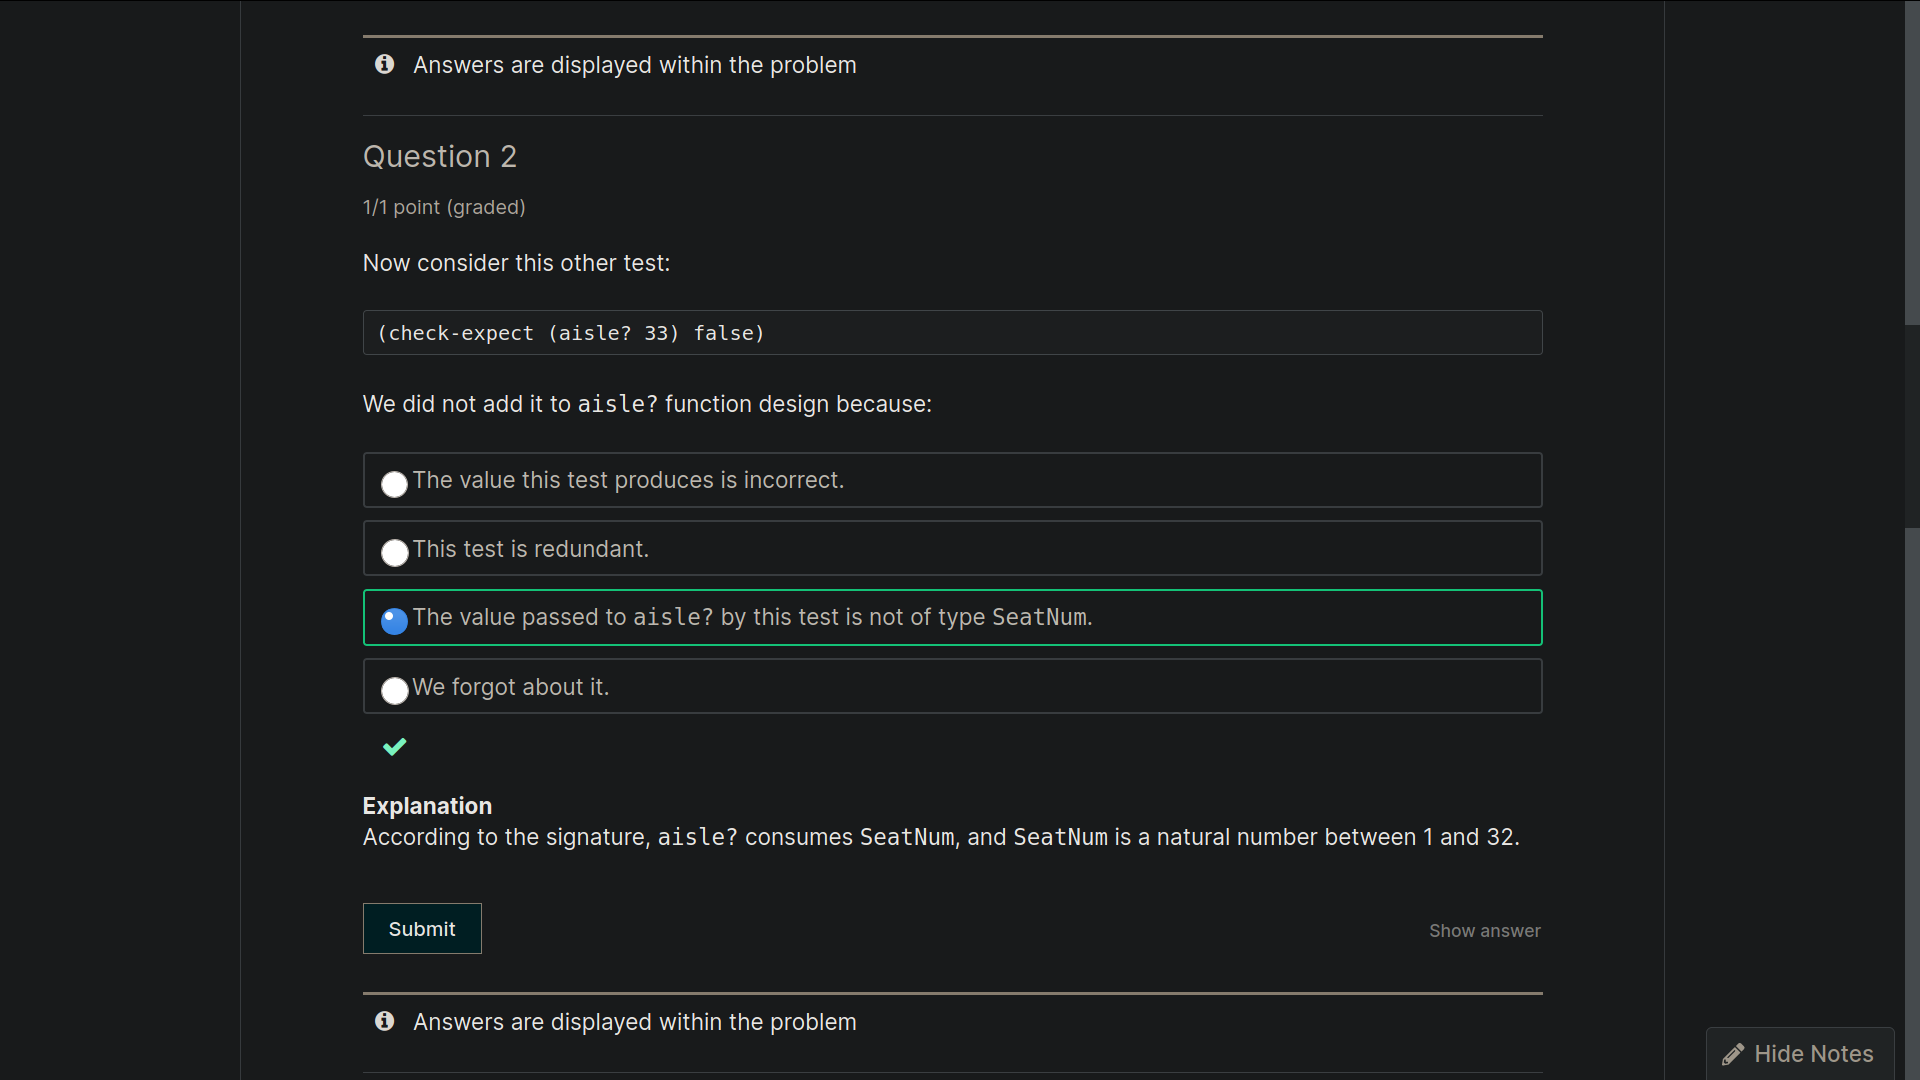 Answers are displayed within the problem
Question 2
1/1 point (graded)
Now consider this other test:
(check-expect (aisle? 33) false)
We did not add it to aisle? function design because:
The value this test produces is incorrect.
This test is redundant.
The value passed to aisle? by this test is not of type SeatNum.
We forgot about it.
Explanation
According to the signature, aisle? consumes SeatNum, and SeatNum is a natural number between 1 and 32.
Submit
Show answer
Answers are displayed within the problem
Hide Notes